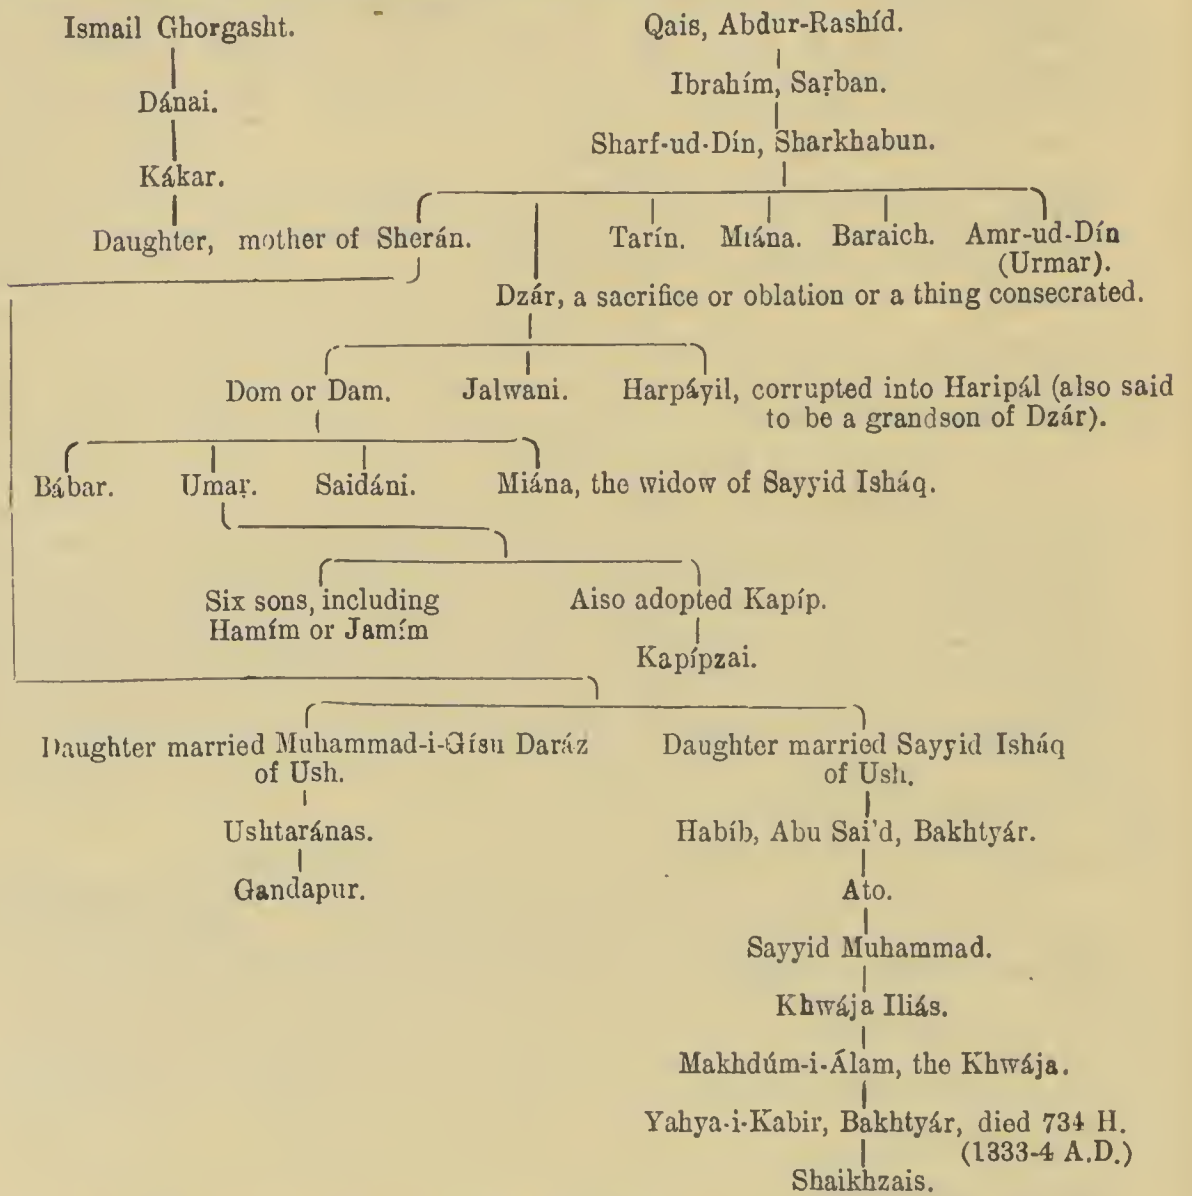 Ismail Ghorgasht. Qais, Abdur-Rashíd.
Ibrahím, Saṛban.
Dánai.
Sharf-ud-Dín, Sharkhabun.
Kákar.
Daughter, mother of Sherán. Tarín. Miána. Baraich. Amr-ud-Dín
(Urmar).
Dzár, a sacrifice or oblation or a thing consecrated.
Dom or Dam. Jalwani. Harpáyil, corrupted into Haripál (also said
to be a grandson of Dzár).
Bábar. Umaṛ. Saidáni. Miána, the widow of Sayyid Isháq.
Six sons, including Aiso adopted Kapíp.
Hamím or Jamím
Kapípzai.
Daughter married Muhammad-i-Gísu Daráz Daughter married Sayyid Isháq
of Ush. of Ush.
Ushtaránas. Habíb, Abu Sai'd, Bakhtyár.
Gandapur. Ato.
Sayyid Muhammad.
Khwája Iliás.
Makhdúm-i-Álam, the Khwája.
Yahya-i-Kabir, Bakhtyár, died 734 H.
(1333-4 A.D.)
Shaikhzais.